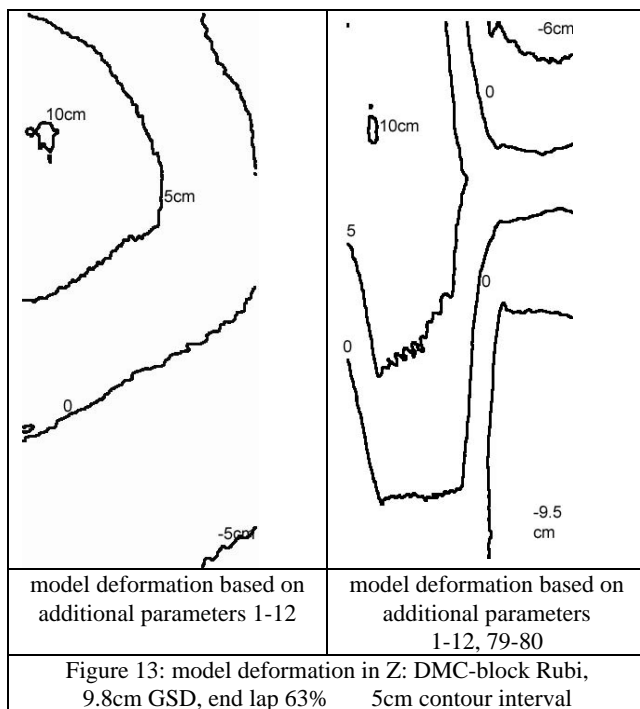 10cm
5cm
0
-5cm
-6cm
0
10cm
5
0
0
-9.5
cm
model deformation based on
additional parameters 1-12
model deformation based on
additional parameters
1-12, 79-80
Figure 13: model deformation in Z: DMC-block Rubi,
9.8cm GSD, end lap 63% 5cm contour interval